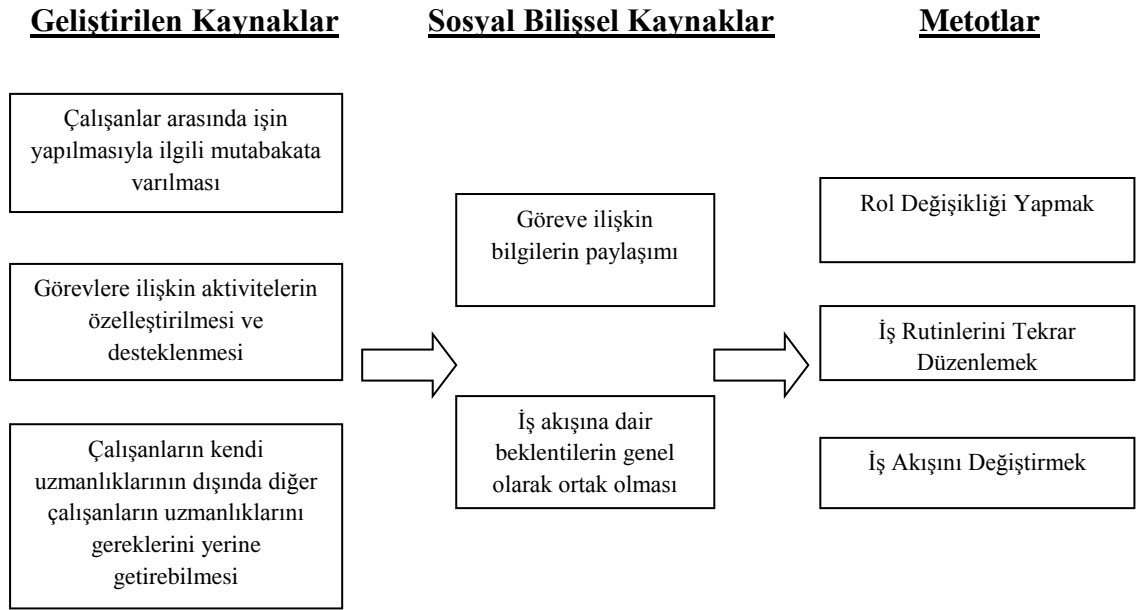 Geliştirilen Kaynaklar
Sosyal Bilişsel Kaynaklar
Metotlar
Çalışanlar arasında işin
yapılmasıyla ilgili mutabakata
varılması
Görevlere ilişkin aktivitelerin
özelleştirilmesi ve
desteklenmesi
Çalışanların kendi
uzmanlıklarının dışında diğer
çalışanların uzmanlıklarını
gereklerini yerine
getirebilmesi
Göreve ilişkin
bilgilerin paylaşımı
İş akışına dair
beklentilerin genel
olarak ortak olması
Rol Değişikliği Yapmak
İş Rutinlerini Tekrar
Düzenlemek
İş Akışını Değiştirmek